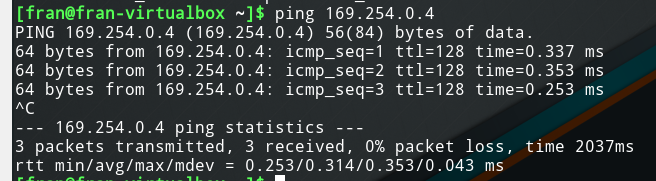 [fran@fran-virtualbox ~]$ ping 169.254.0.4
PING 169.254.0.4 (169.254.0.4) 56(84) bytes of data.
64 bytes from 169.254.0.4: icmp_seq=1 ttl=128 time=0.337 ms
64 bytes from 169.254.0.4: icmp_seq=2 ttl=128 time=0.353 ms
64 bytes from 169.254.0.4: icmp_seq=3 ttl=128 time=0.253 ms
^C
--- 169.254.0.4 ping statistics ---
3 packets transmitted, 3 received, 0% packet loss, time 2037ms
rtt min/avg/max/mdev = 0.253/0.314/0.353/0.043 ms
[fran@fran-virtualbox ~]$